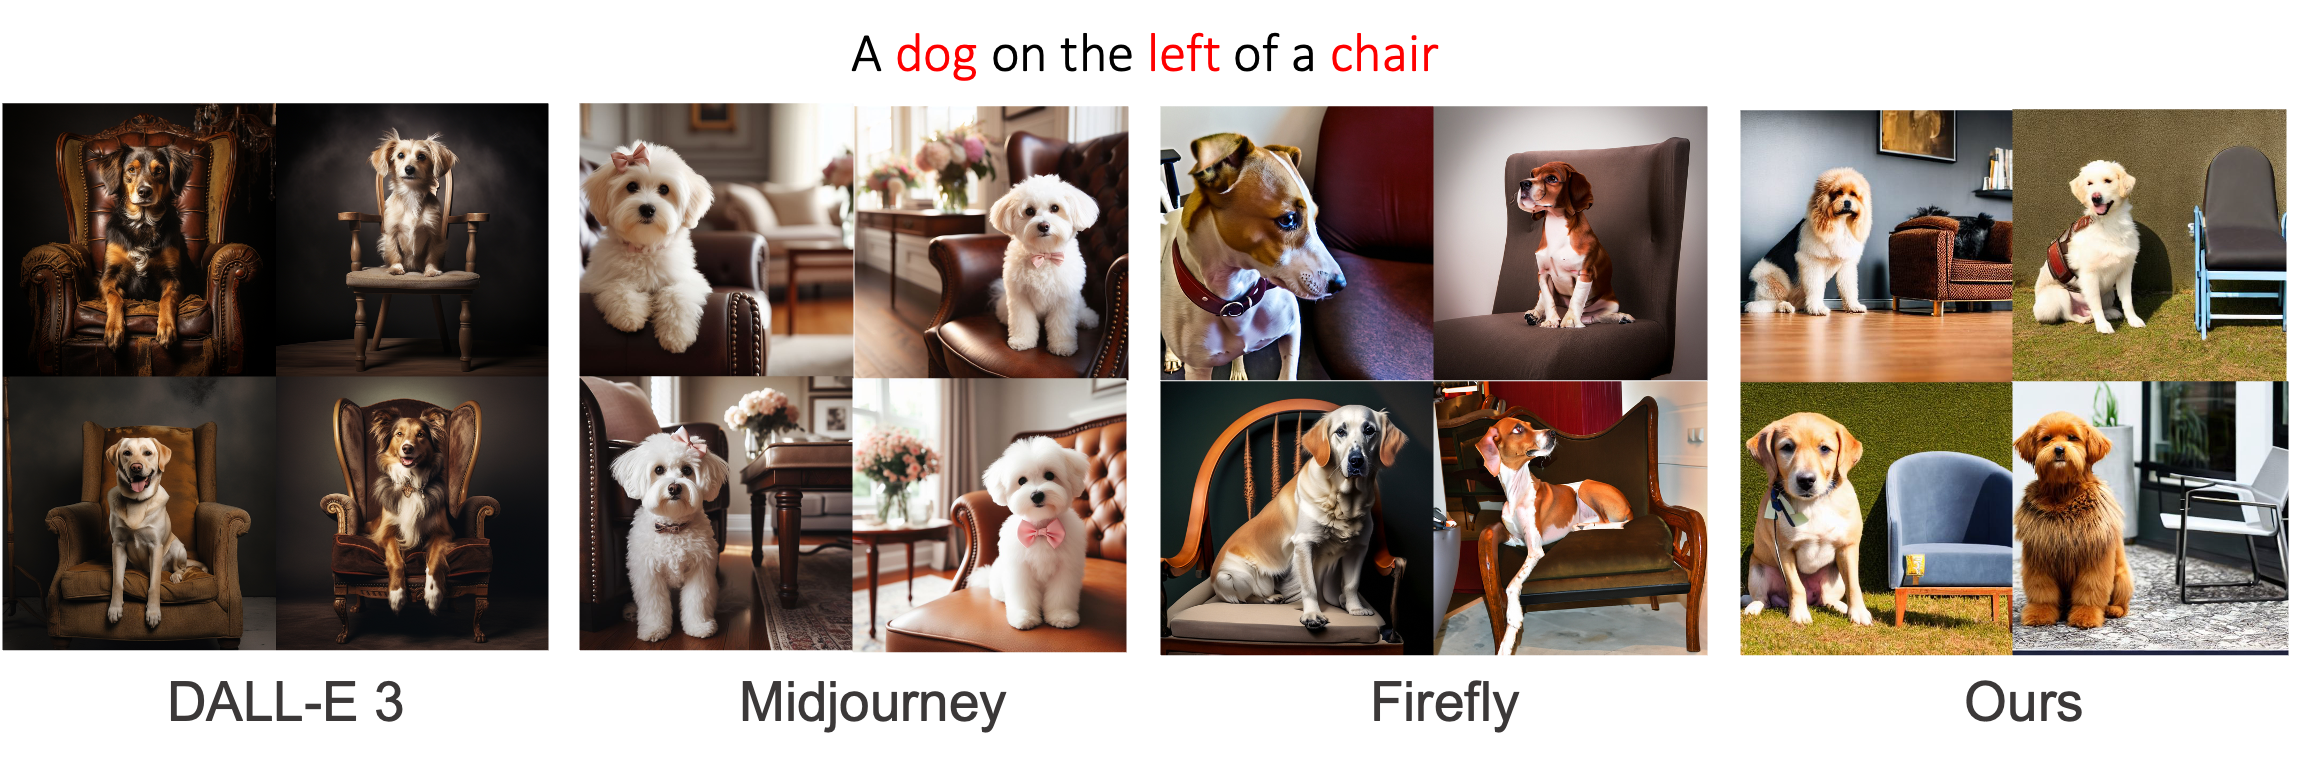 A dog on the left of a chair
DALL-E 3
Midjourney
Firefly
Ours